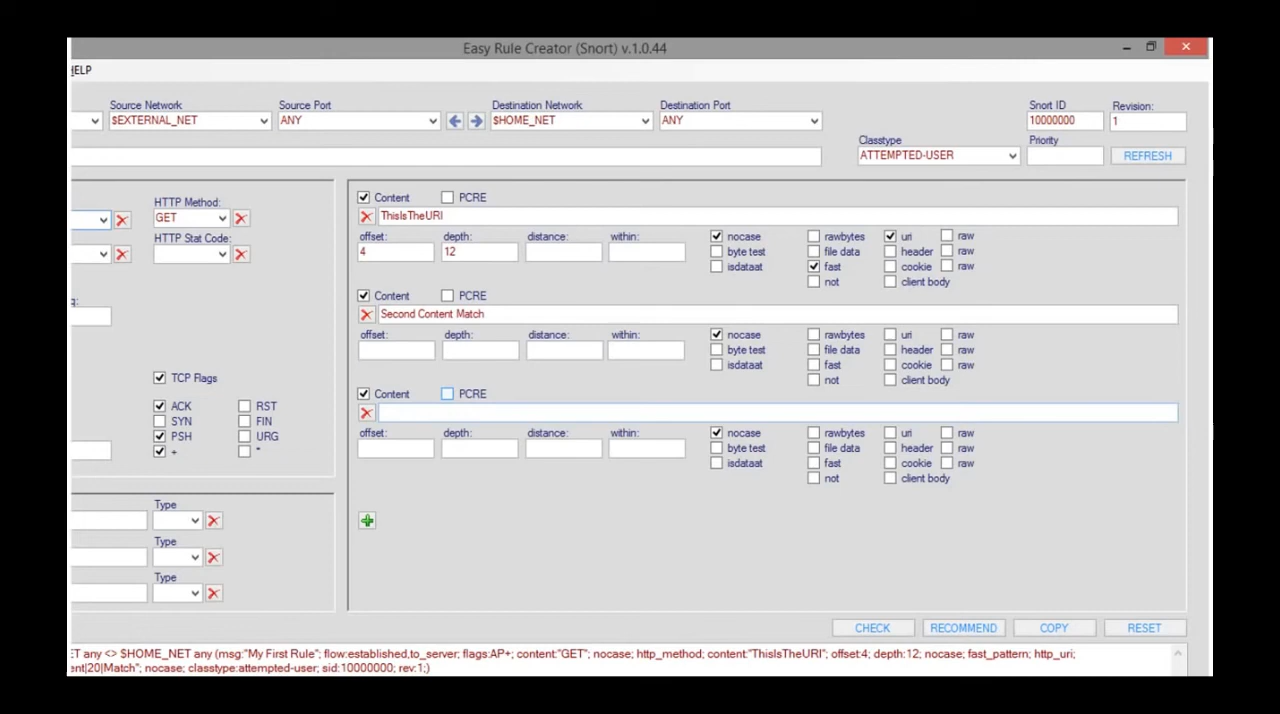 Easy Rule Creator (Snort) v.1.0.44
HELP
Source Network Source Port Destination Network Destination Port Snort ID Revision:
$EXTERNAL_NET ANY $HOME_NET ANY 10000000 1
Classtype Priority
ATTEMPTED-USER REFRESH
HTTP Method:
GET
HTTP Stat Code:
TCP Flags
ACK RST
SYN FIN
PSH URG
+ *
Type
Type
Type
Content PCRE
ThisIsTheURI
offset: depth: distance: within: nocase rawbytes uri raw
4 12 byte test file data header raw
isdataat fast cookie raw
not client body
Content PCRE
Second Content Match
offset: depth: distance: within: nocase rawbytes uri raw
byte test file data header raw
isdataat fast cookie raw
not client body
Content PCRE
offset: depth: distance: within: nocase rawbytes uri raw
byte test file data header raw
isdataat fast cookie raw
not client body
CHECK RECOMMEND COPY RESET
ET any <> $HOME_NET any (msg:"My First Rule"; flow:established,to_server; flags:AP+; content:"GET"; nocase; http_method; content:"ThisIsTheURI"; offset:4; depth:12; nocase; fast_pattern; http_uri;
ent|20|Match"; nocase; classtype:attempted-user; sid:10000000; rev:1;)